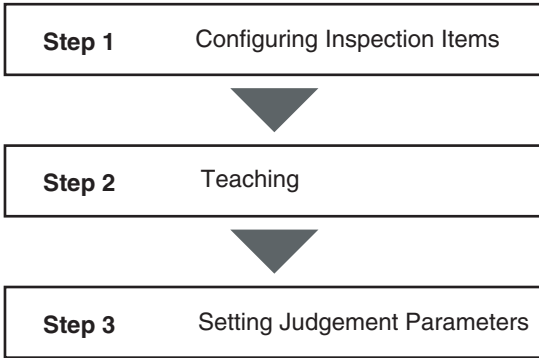 Step 1 Configuring Inspection Items
Step 2 Teaching
Step 3 Setting Judgement Parameters